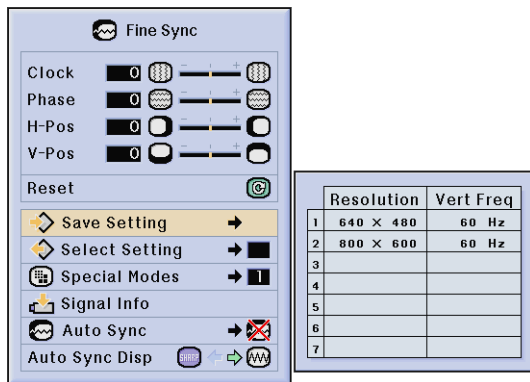 Fine Sync
Clock 0
Phase 0
H-Pos 0
V-Pos 0
Reset
Save Setting
Select Setting
Special Modes 1
Signal Info
Auto Sync
Auto Sync Disp SHARP
Resolution Vert Freq
1 640 × 480 60 Hz
2 800 × 600 60 Hz
3
4
5
6
7